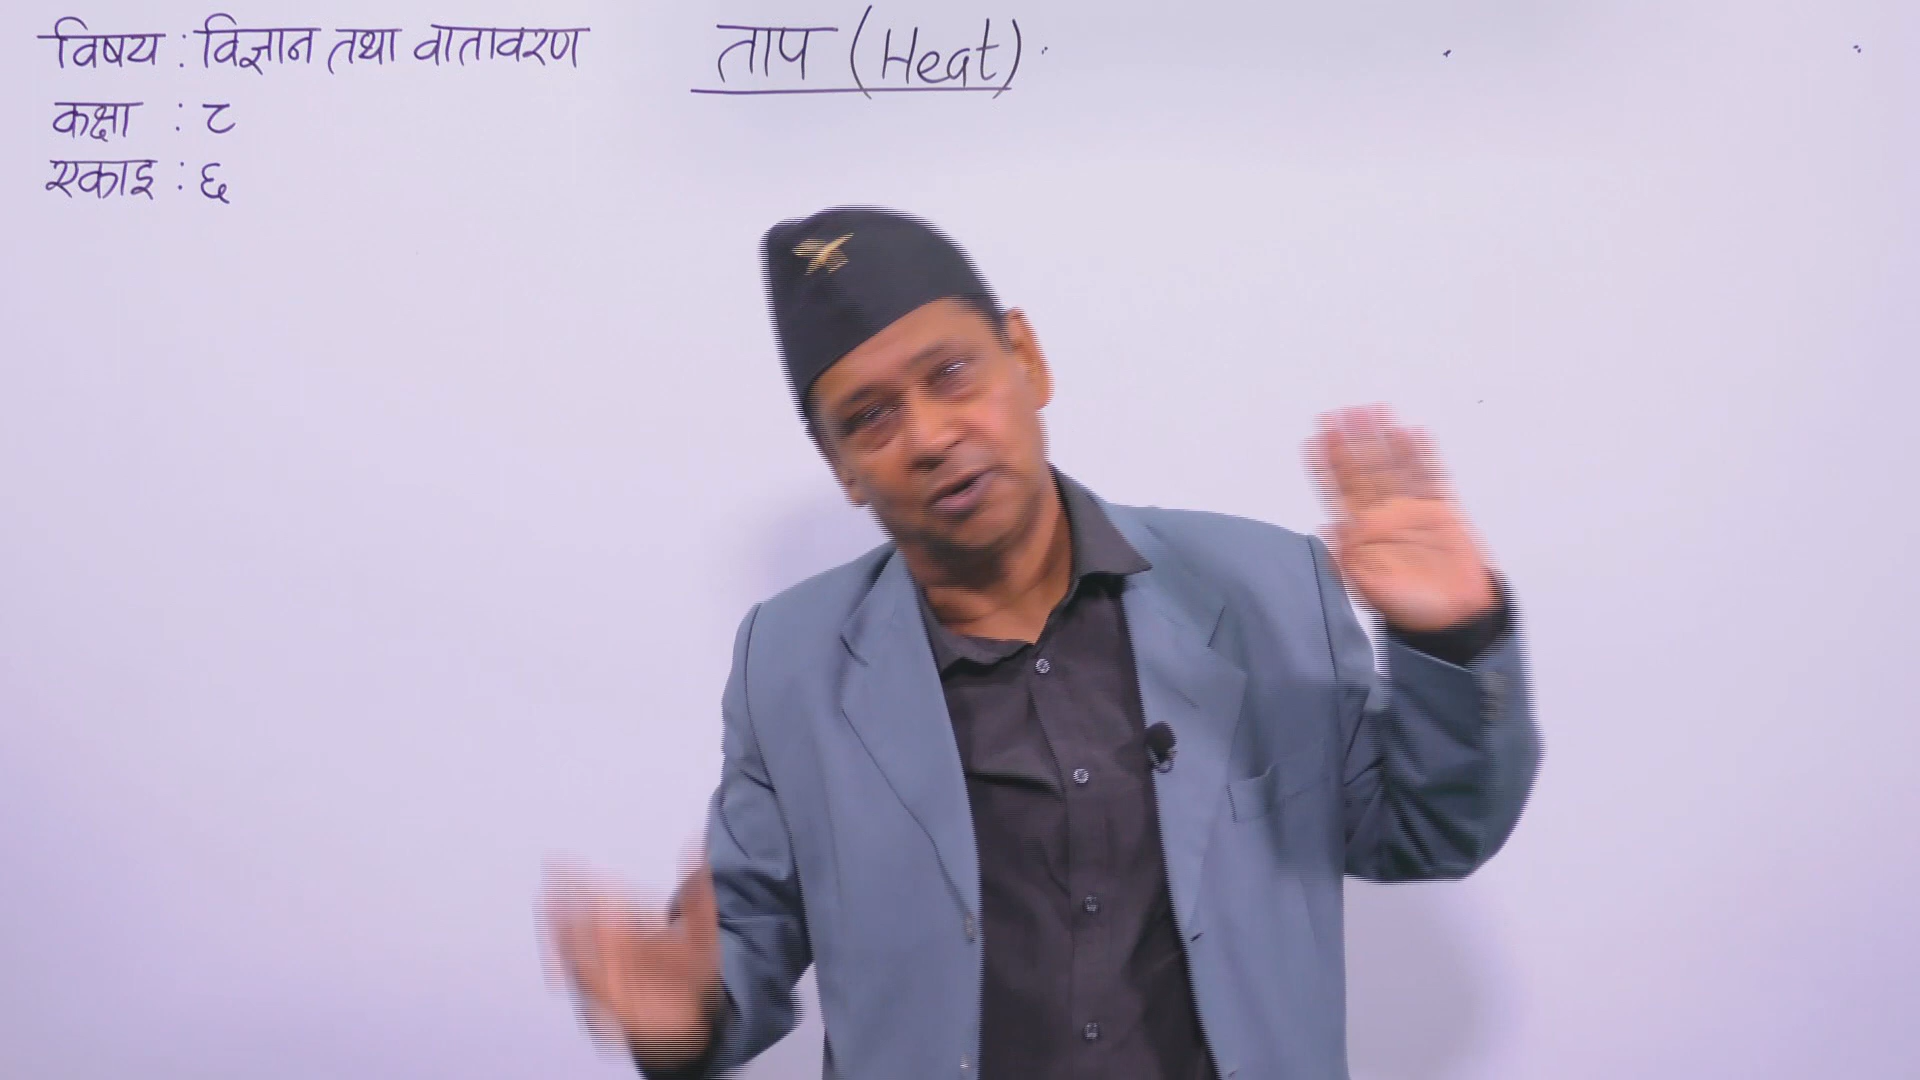 विषय : विज्ञान तथा वातावरण
ताप (Heat)
कक्षा : ८
एकाइ : ६